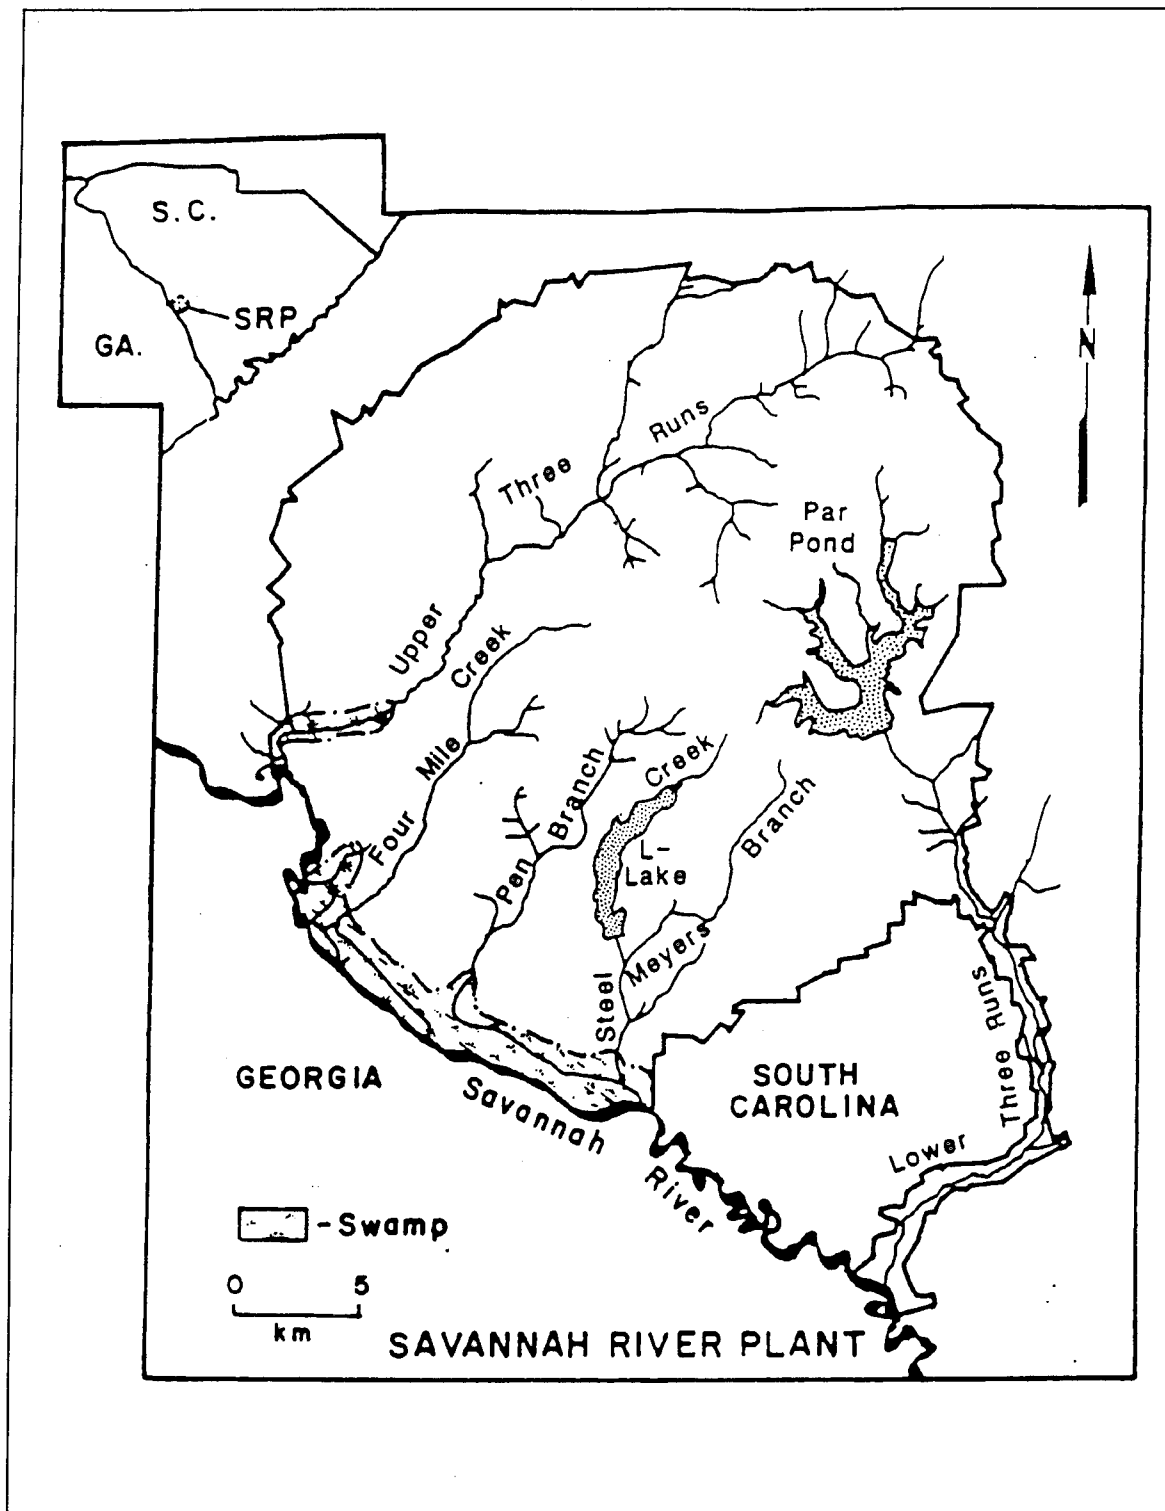 S.C.
SRP
GA.
N
Upper Three Runs
Par
Pond
Four Mile Creek
Pen Branch
Steel Creek
L-
Lake
Meyers Branch
Lower Three Runs
GEORGIA
SOUTH
CAROLINA
Savannah River
-Swamp
0 5
km
SAVANNAH RIVER PLANT